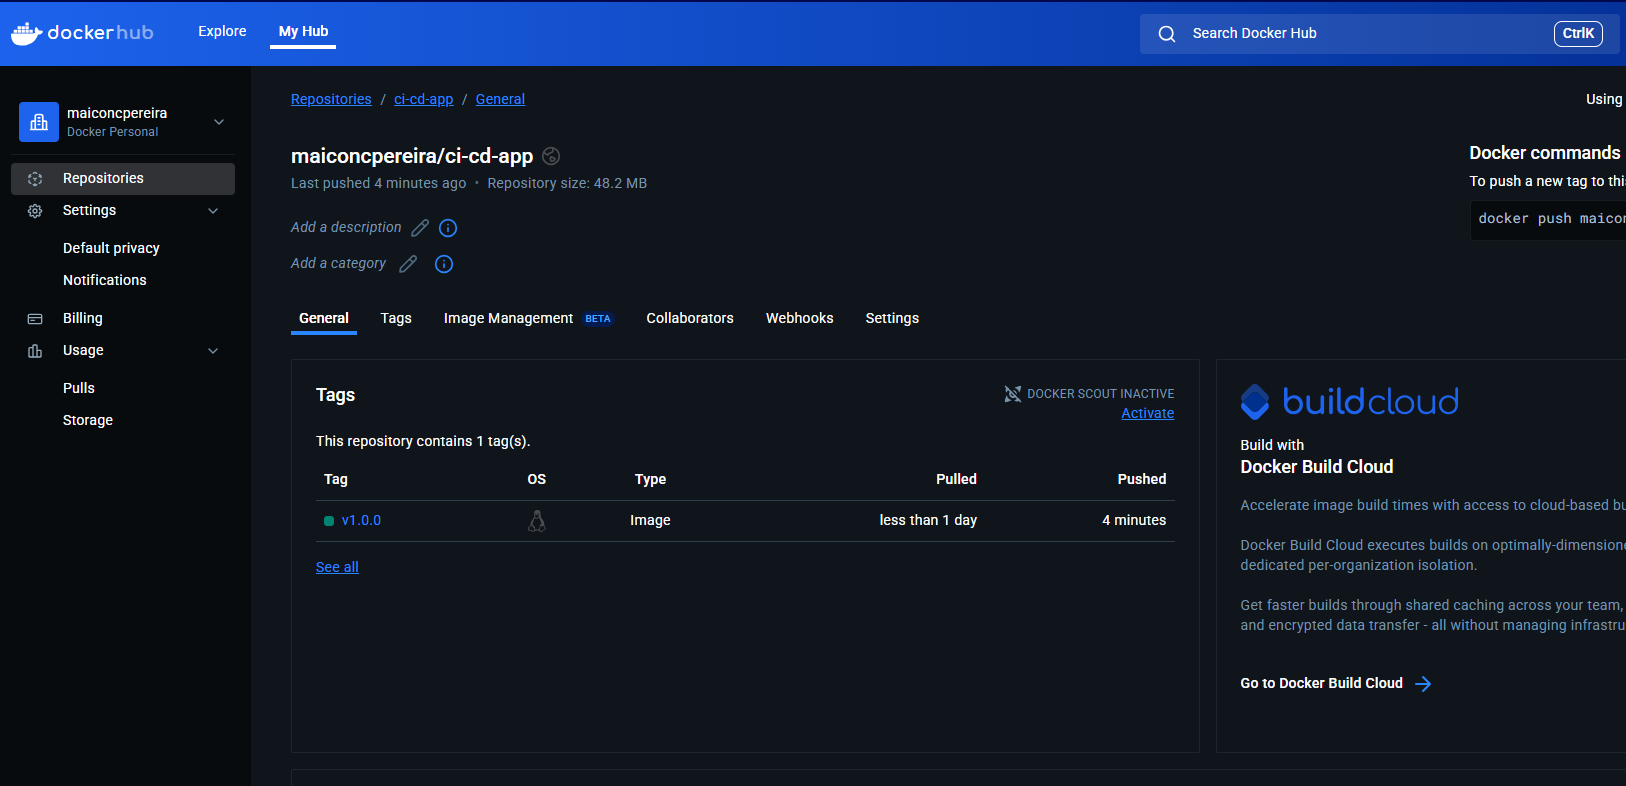 dockerhub
Explore
My Hub
Search Docker Hub
CtrlK
maiconcpereira
Docker Personal
Repositories
Settings
Default privacy
Notifications
Billing
Usage
Pulls
Storage
Repositories / ci-cd-app / General
Using
maiconcpereira/ci-cd-app
Last pushed 4 minutes ago • Repository size: 48.2 MB
Add a description
Add a category
Docker commands
To push a new tag to this
docker push maicon
General
Tags
Image Management BETA
Collaborators
Webhooks
Settings
Tags
DOCKER SCOUT INACTIVE
Activate
This repository contains 1 tag(s).
Tag OS Type Pulled Pushed
v1.0.0 Image less than 1 day 4 minutes
See all
buildcloud
Build with
Docker Build Cloud
Accelerate image build times with access to cloud-based bu
Docker Build Cloud executes builds on optimally-dimensione
dedicated per-organization isolation.
Get faster builds through shared caching across your team,
and encrypted data transfer - all without managing infrastru
Go to Docker Build Cloud